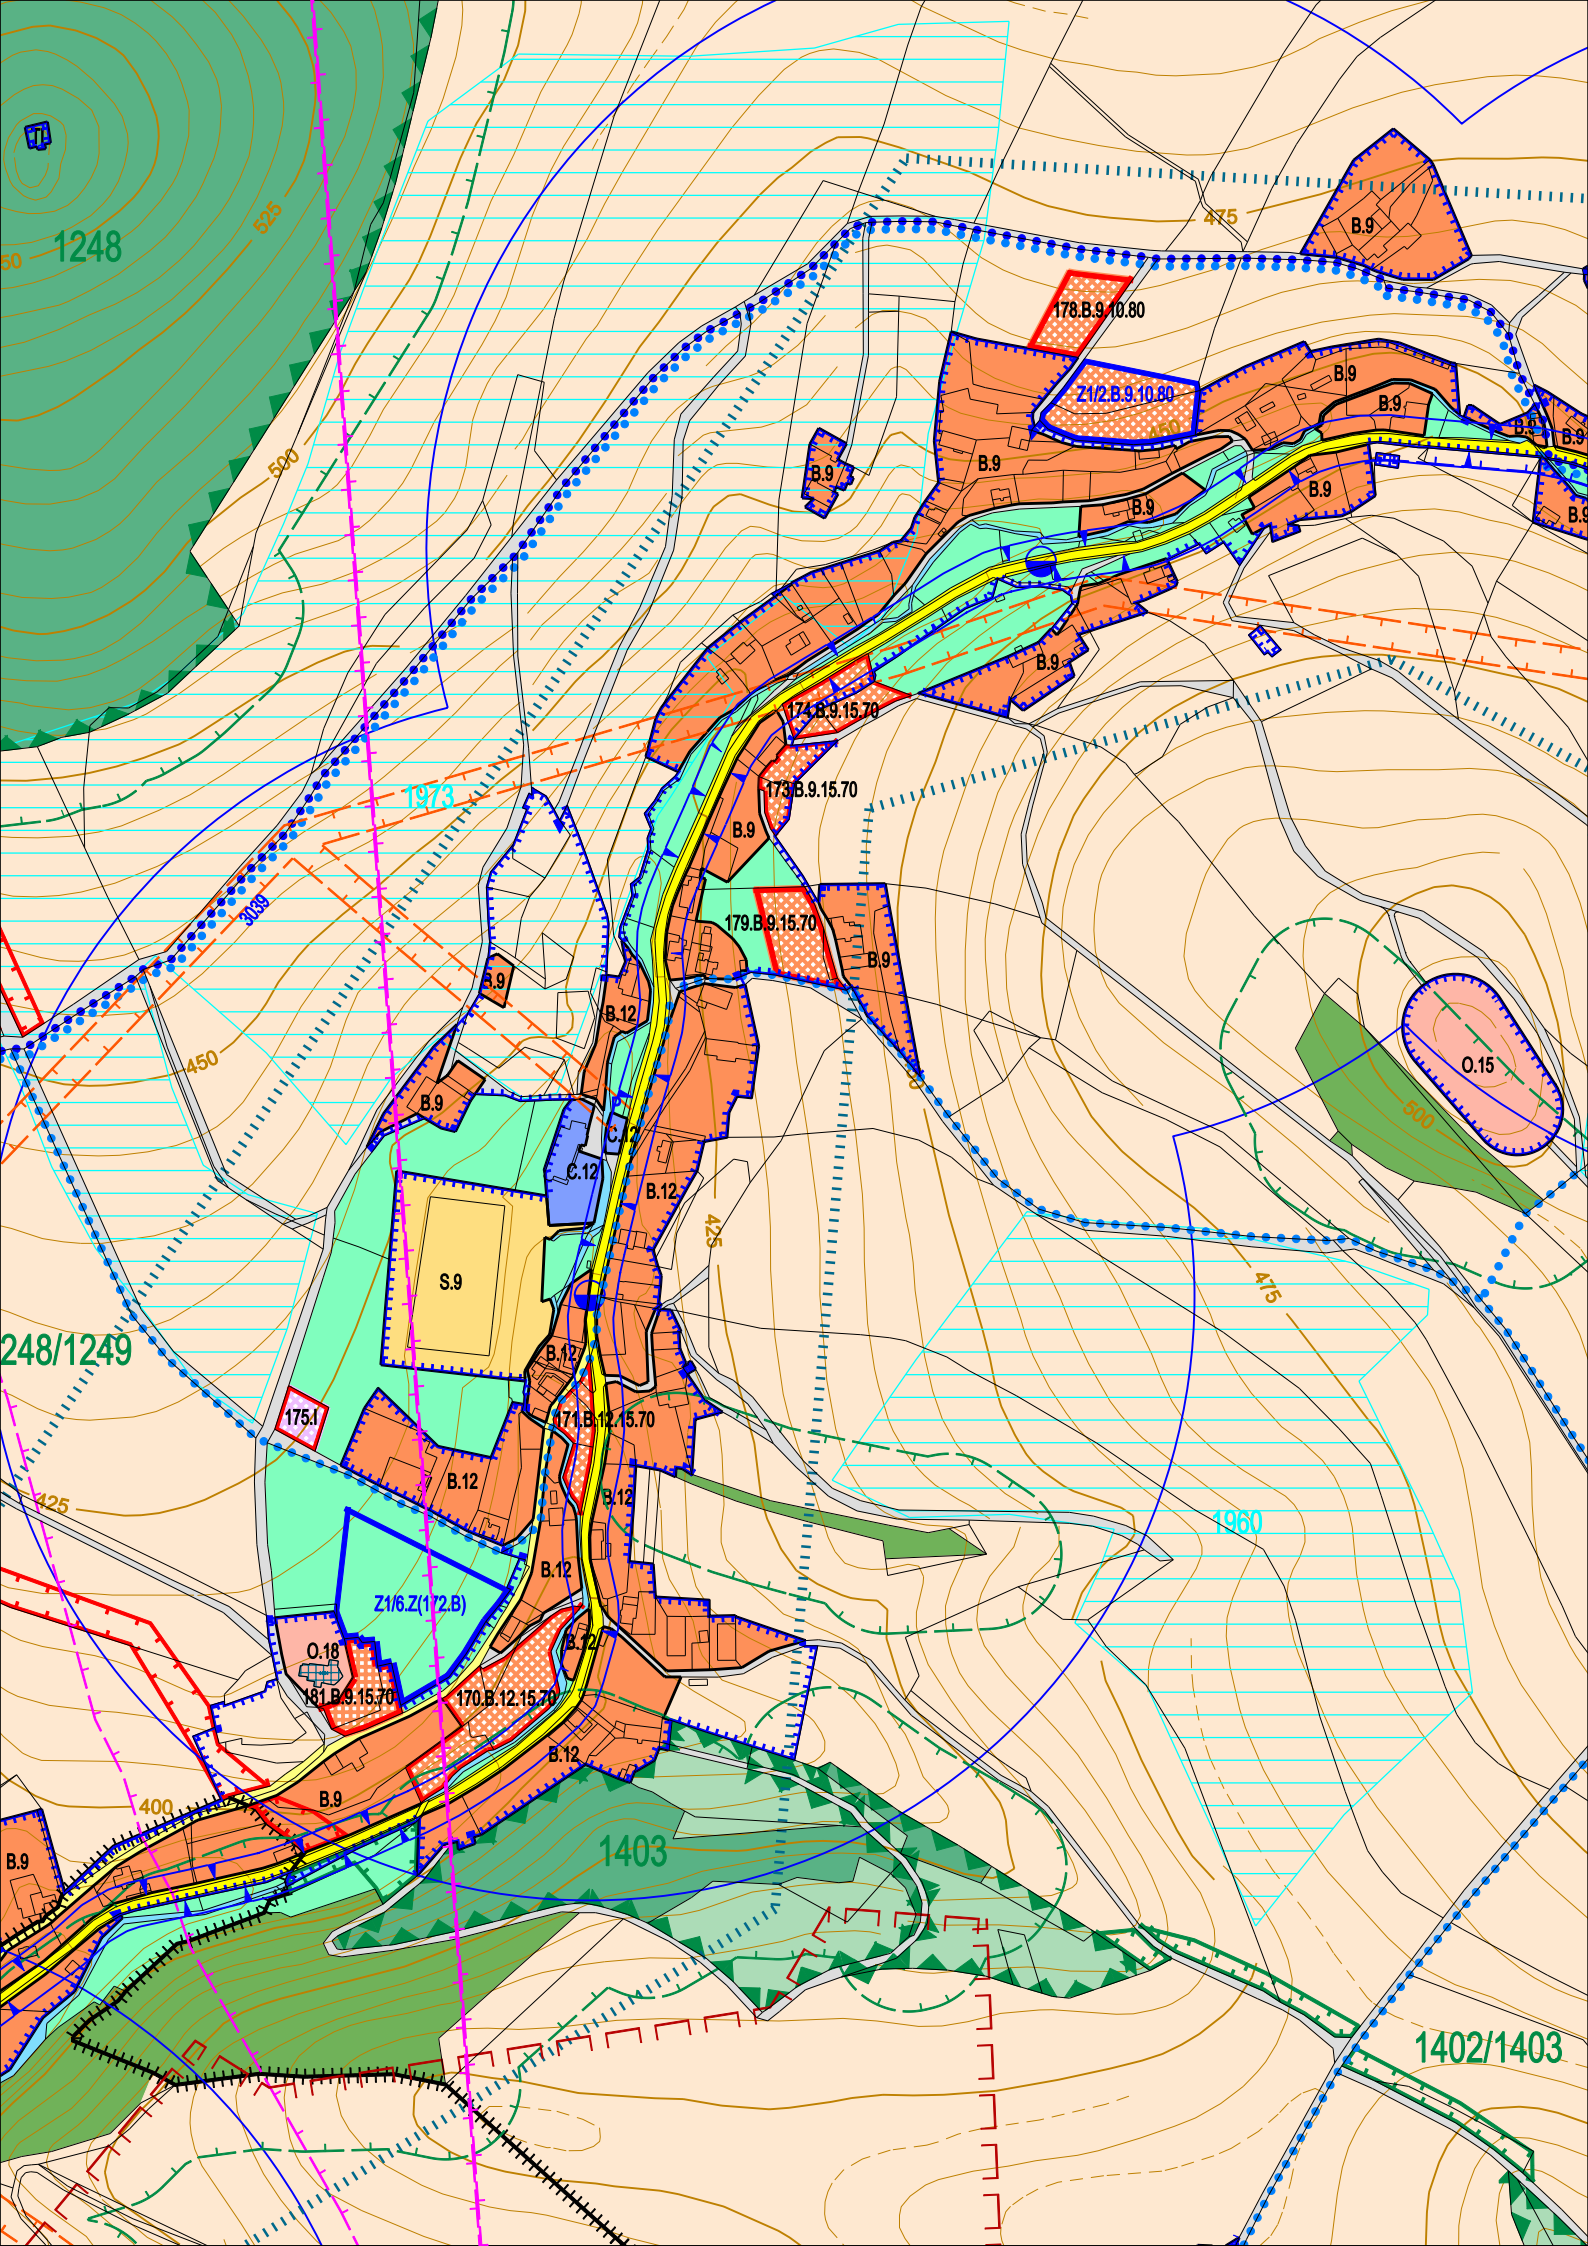 1248
525
50
475
B.9
178.B.9.10.80
B.9
Z1/2.B.9.10.80
B.9
450
B.9
B.9
500
B.9
B.9
B.9
B.9
B.9
B.9
174.B.9.15.70
1973
173.B.9.15.70
B.9
3039
179.B.9.15.70
B.9
B.9
B.12
450
O.15
B.9
500
C.12
C.12
B.12
425
S.9
475
248/1249
B.12
175.I
171.B.12.15.70
B.12
425
B.12
1960
B.12
Z1/6.Z(172.B)
O.18
B.12
181.B.9.15.70
170.B.12.15.70
B.12
B.9
400
1403
B.9
1402/1403